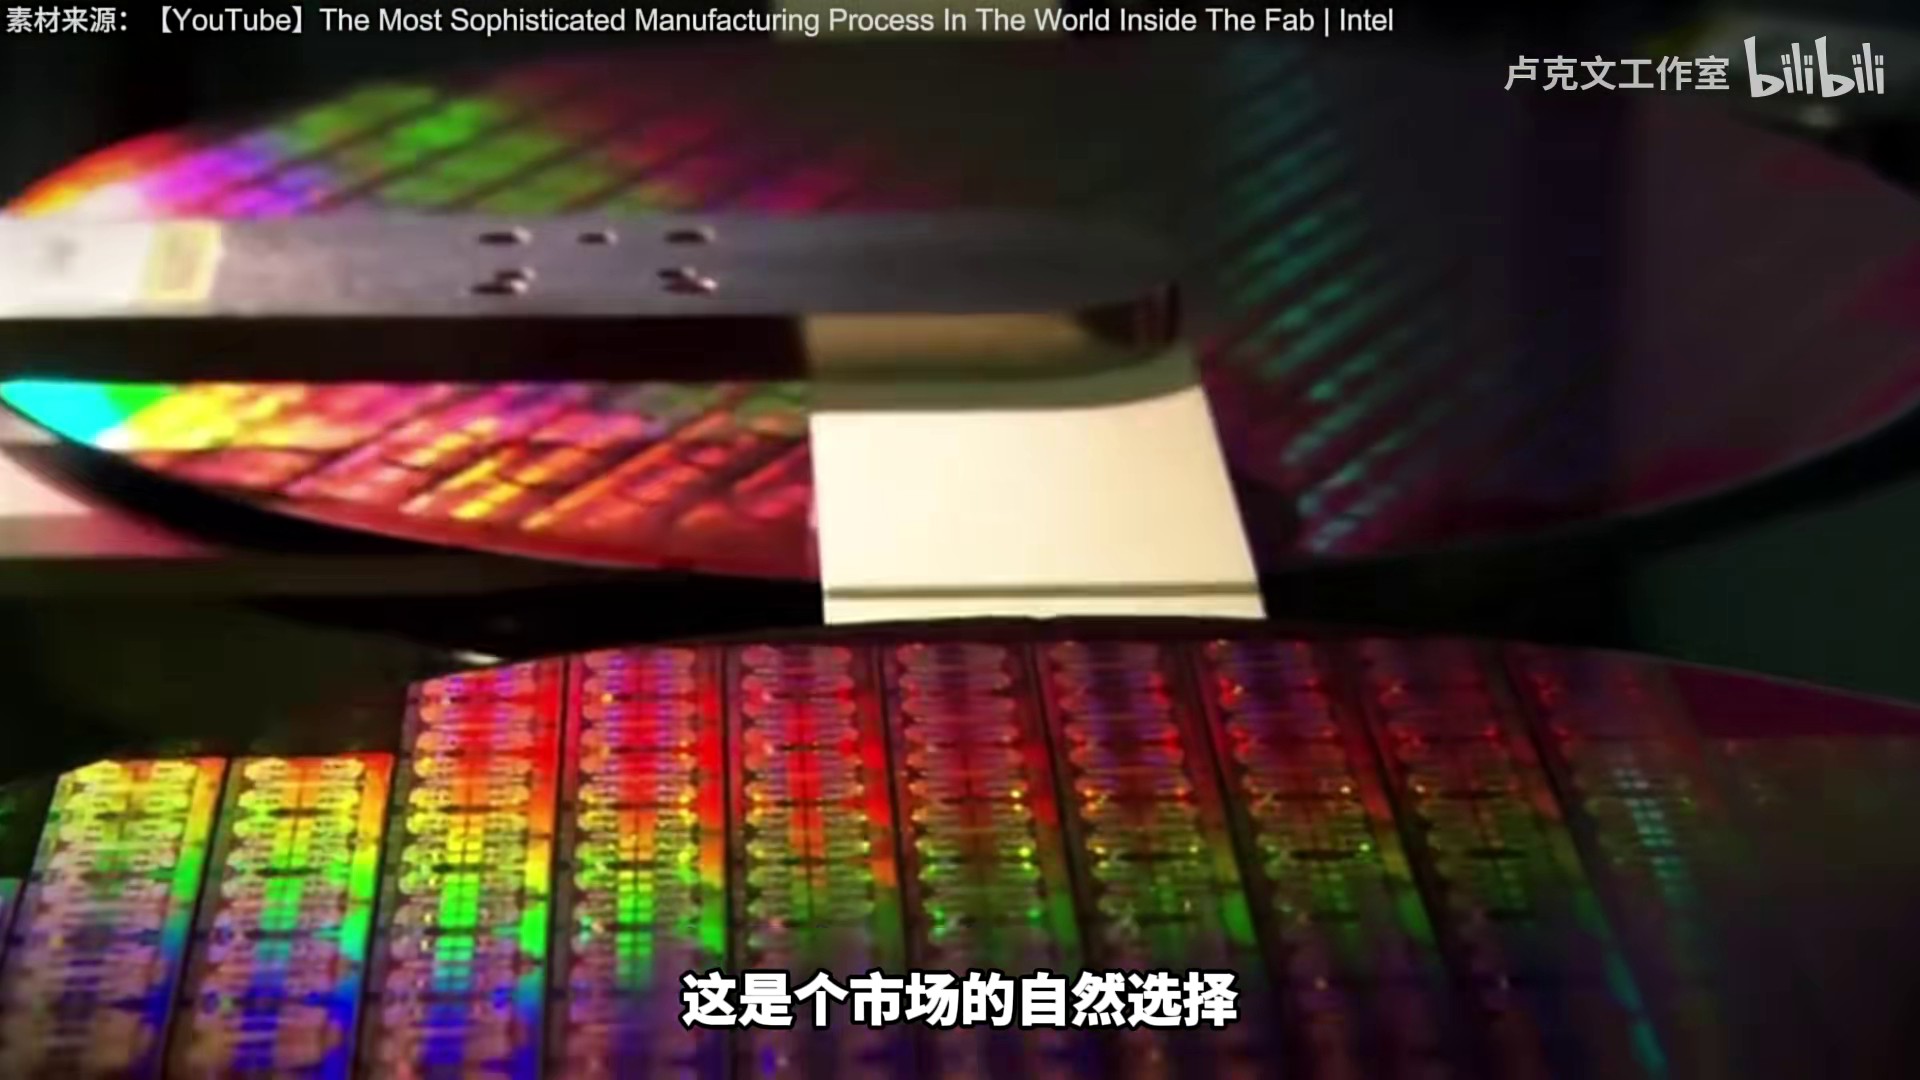 素材来源：【YouTube】The Most Sophisticated Manufacturing Process In The World Inside The Fab | Intel
卢克文工作室 bilibili
这是个市场的自然选择